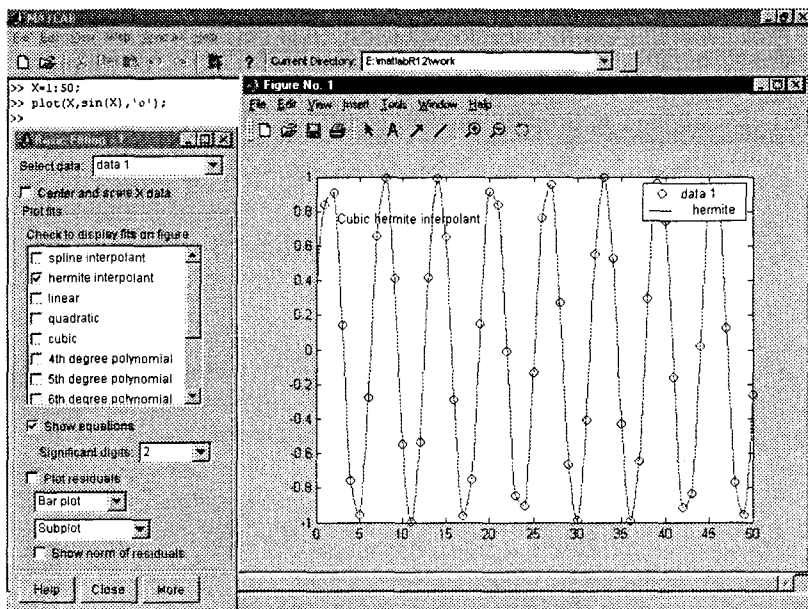 MATLAB
File Edit View Help
? Current Directory: E:\matlabR12\work
>> X=1:50;
>> plot(X,sin(X),'o');
>>
Figure No. 1
File Edit View Insert Tools Window Help
Select data: data 1
Center and scale X data
Plot fits
Check to display fits on figure
spline interpolant
hermite interpolant
linear
quadratic
cubic
4th degree polynomial
5th degree polynomial
6th degree polynomial
Show equations
Significant digits: 2
Plot residuals
Bar plot
Subplot
Show norm of residuals
Help Close More
A
Cubic hermite interpolant
data 1
hermite
1
0.8
0.6
0.4
0.2
0
-0.2
-0.4
-0.6
-0.8
-1
0 5 10 15 20 25 30 35 40 45 50